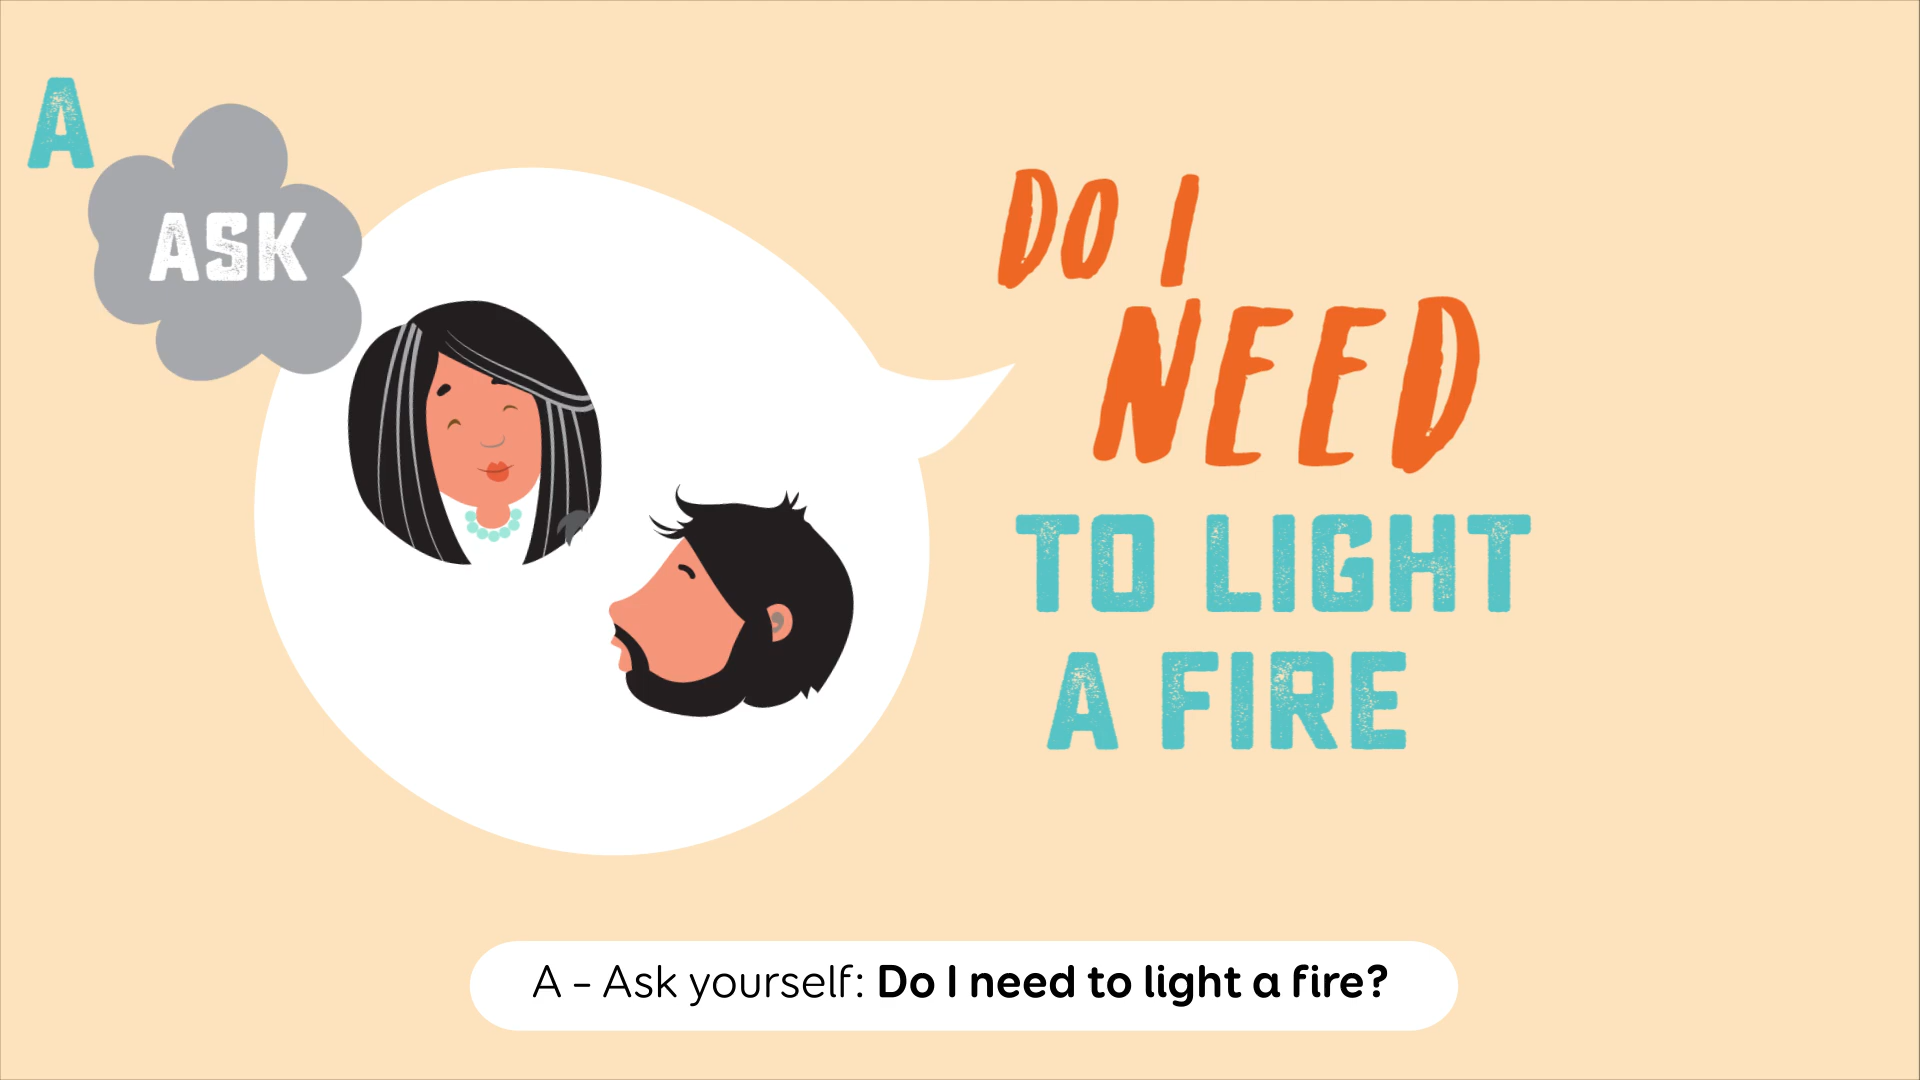 A
ASK
DO I
NEED
TO LIGHT
A FIRE
A – Ask yourself: Do I need to light a fire?